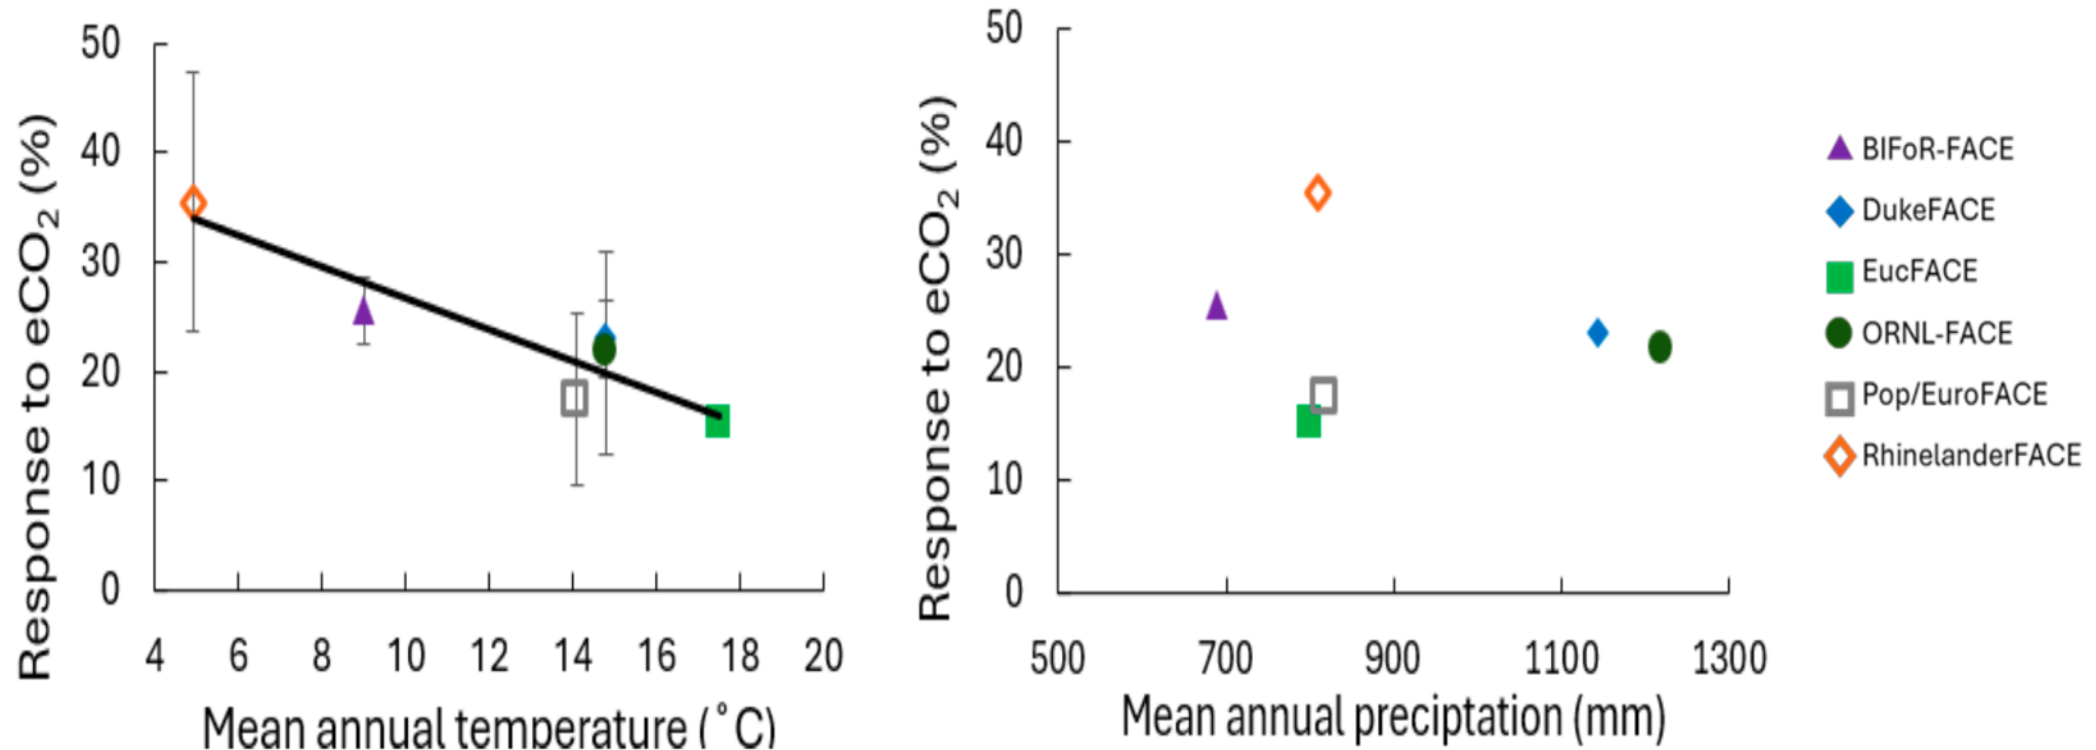 Response to eCO₂ (%)
50
40
30
20
10
0
4 6 8 10 12 14 16 18 20
Mean annual temperature (˚C)
Response to eCO₂ (%)
50
40
30
20
10
0
500 700 900 1100 1300
Mean annual preciptation (mm)
BIFoR-FACE
DukeFACE
EucFACE
ORNL-FACE
Pop/EuroFACE
RhinelanderFACE